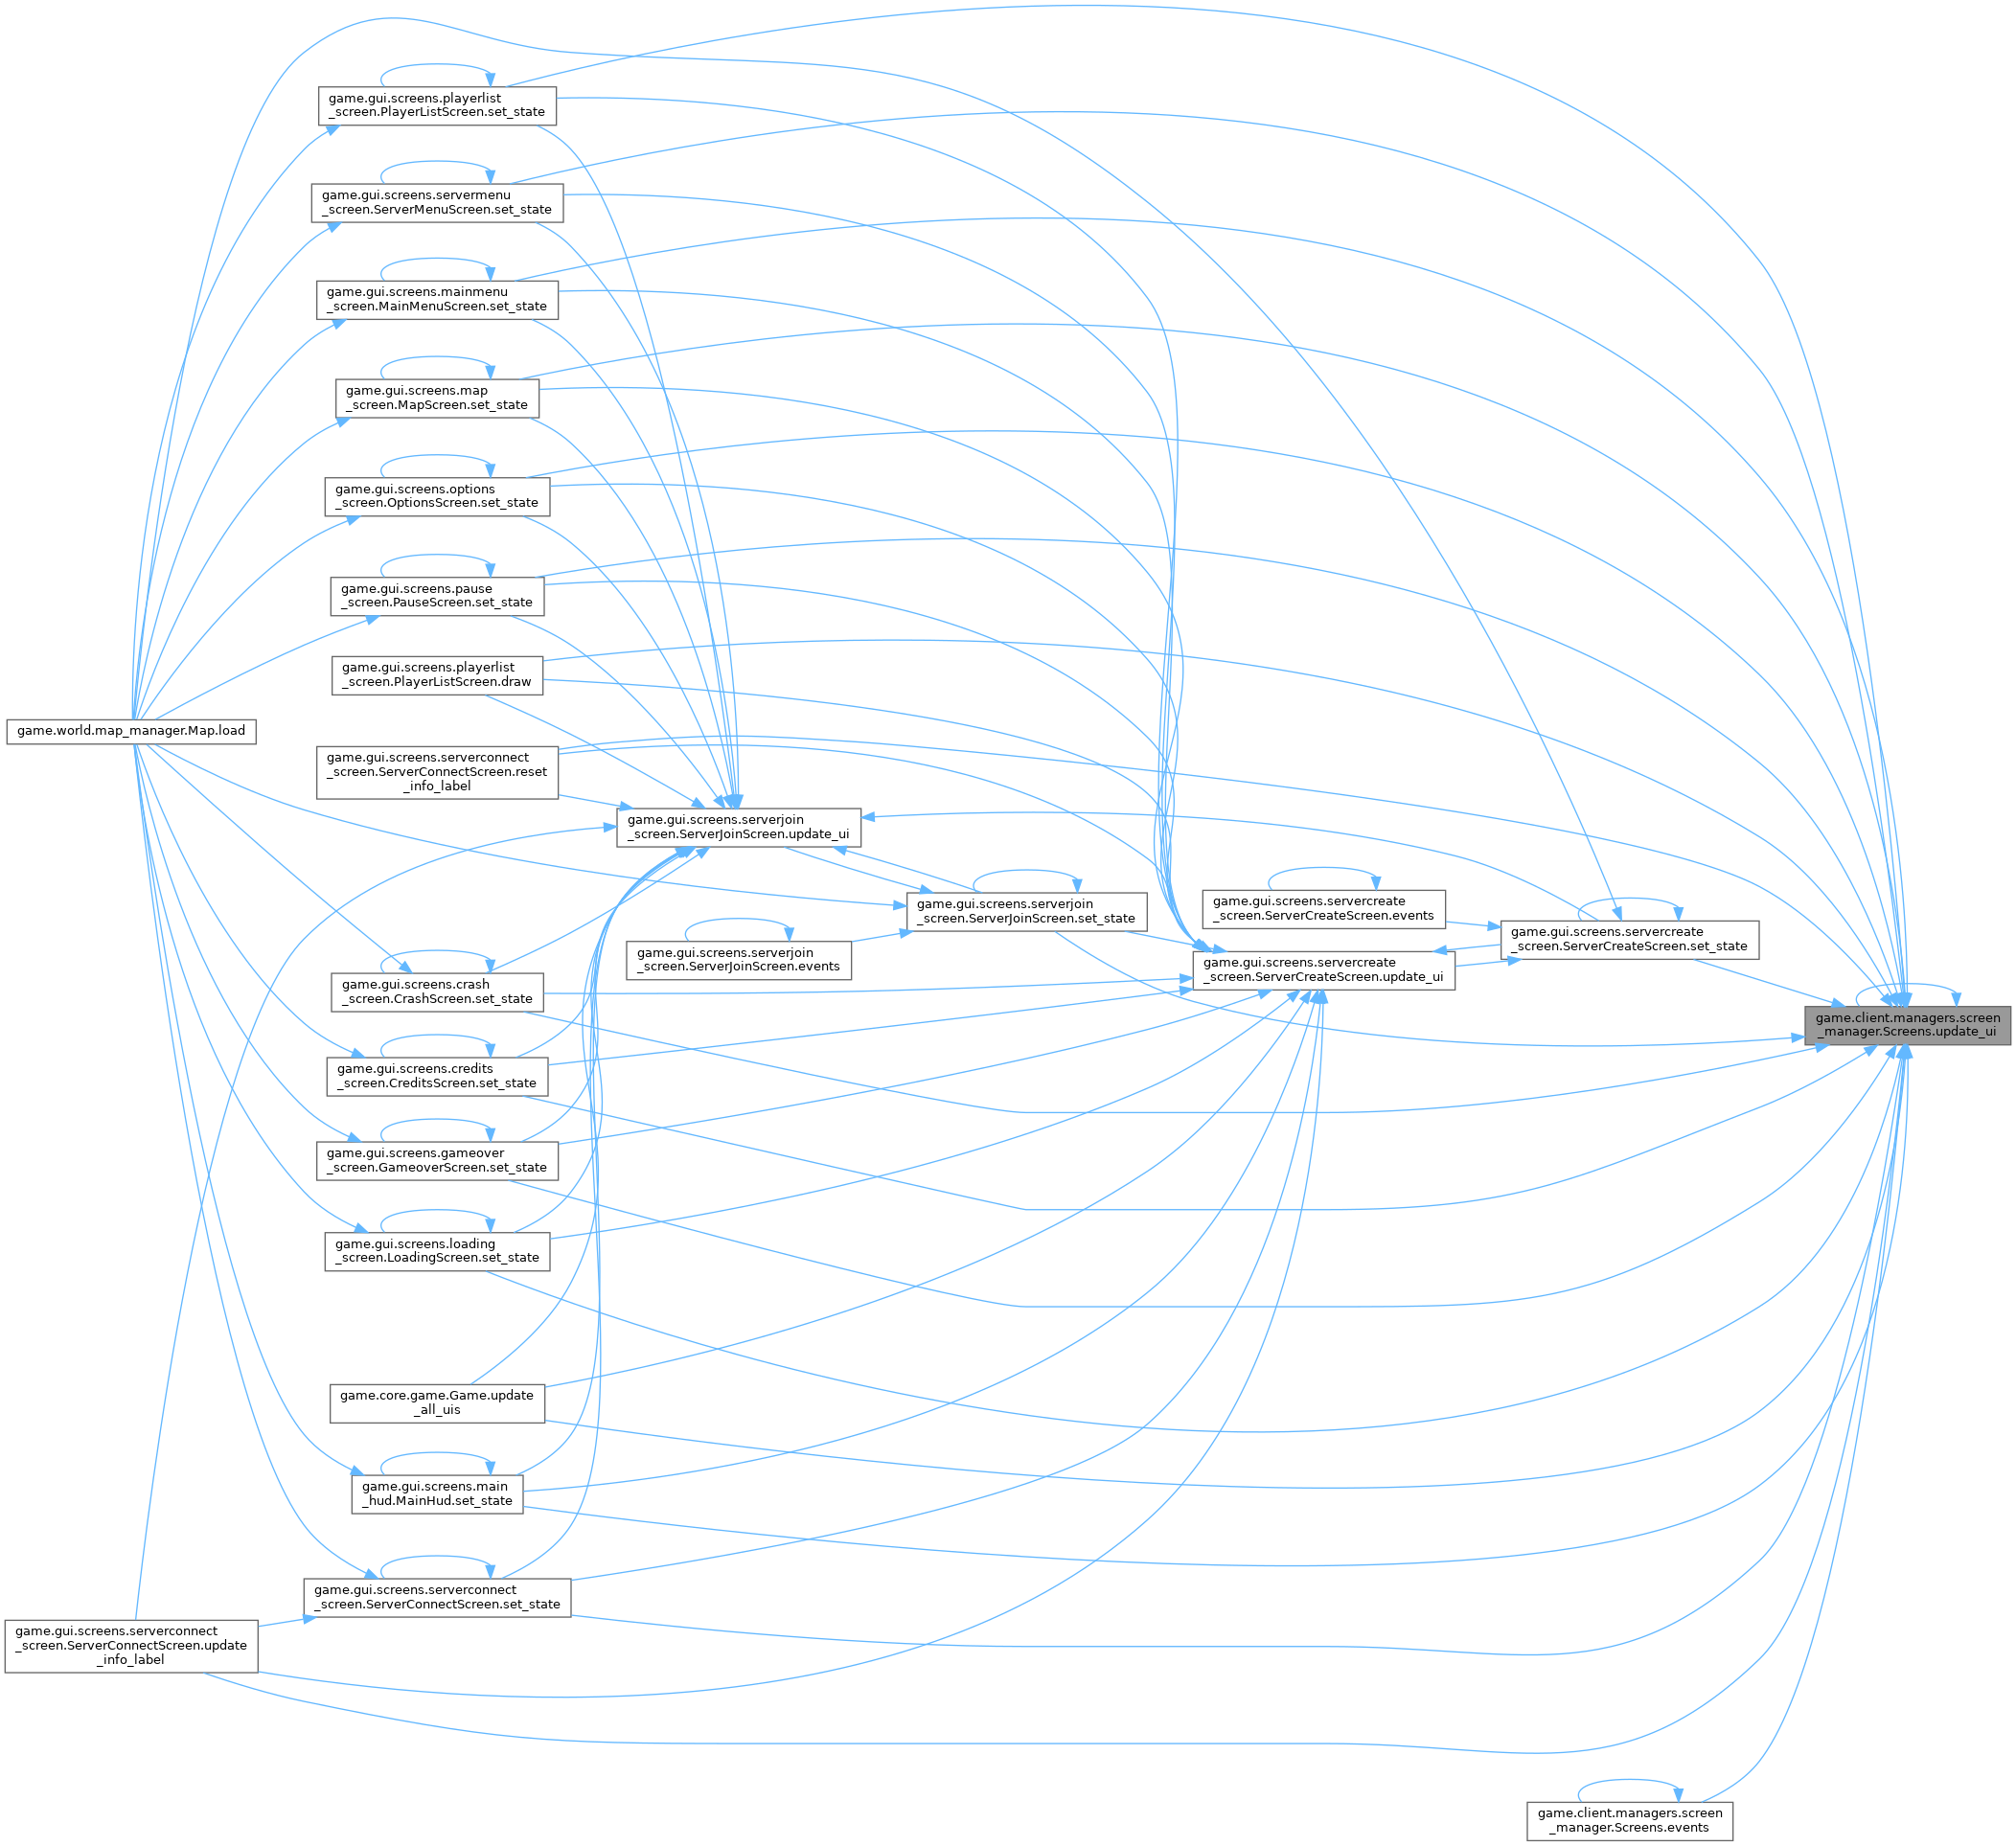 game.gui.screens.playerlist
_screen.PlayerListScreen.set_state
game.gui.screens.servermenu
_screen.ServerMenuScreen.set_state
game.gui.screens.mainmenu
_screen.MainMenuScreen.set_state
game.gui.screens.map
_screen.MapScreen.set_state
game.gui.screens.options
_screen.OptionsScreen.set_state
game.gui.screens.pause
_screen.PauseScreen.set_state
game.gui.screens.playerlist
_screen.PlayerListScreen.draw
game.world.map_manager.Map.load
game.gui.screens.serverconnect
_screen.ServerConnectScreen.reset
_info_label
game.gui.screens.serverjoin
_screen.ServerJoinScreen.update_ui
game.gui.screens.serverjoin
_screen.ServerJoinScreen.set_state
game.gui.screens.servercreate
_screen.ServerCreateScreen.events
game.gui.screens.servercreate
_screen.ServerCreateScreen.set_state
game.gui.screens.serverjoin
_screen.ServerJoinScreen.events
game.gui.screens.servercreate
_screen.ServerCreateScreen.update_ui
game.gui.screens.crash
_screen.CrashScreen.set_state
game.client.managers.screen
_manager.Screens.update_ui
game.gui.screens.credits
_screen.CreditsScreen.set_state
game.gui.screens.gameover
_screen.GameoverScreen.set_state
game.gui.screens.loading
_screen.LoadingScreen.set_state
game.core.game.Game.update
_all_uis
game.gui.screens.main
_hud.MainHud.set_state
game.gui.screens.serverconnect
_screen.ServerConnectScreen.set_state
game.gui.screens.serverconnect
_screen.ServerConnectScreen.update
_info_label
game.client.managers.screen
_manager.Screens.events